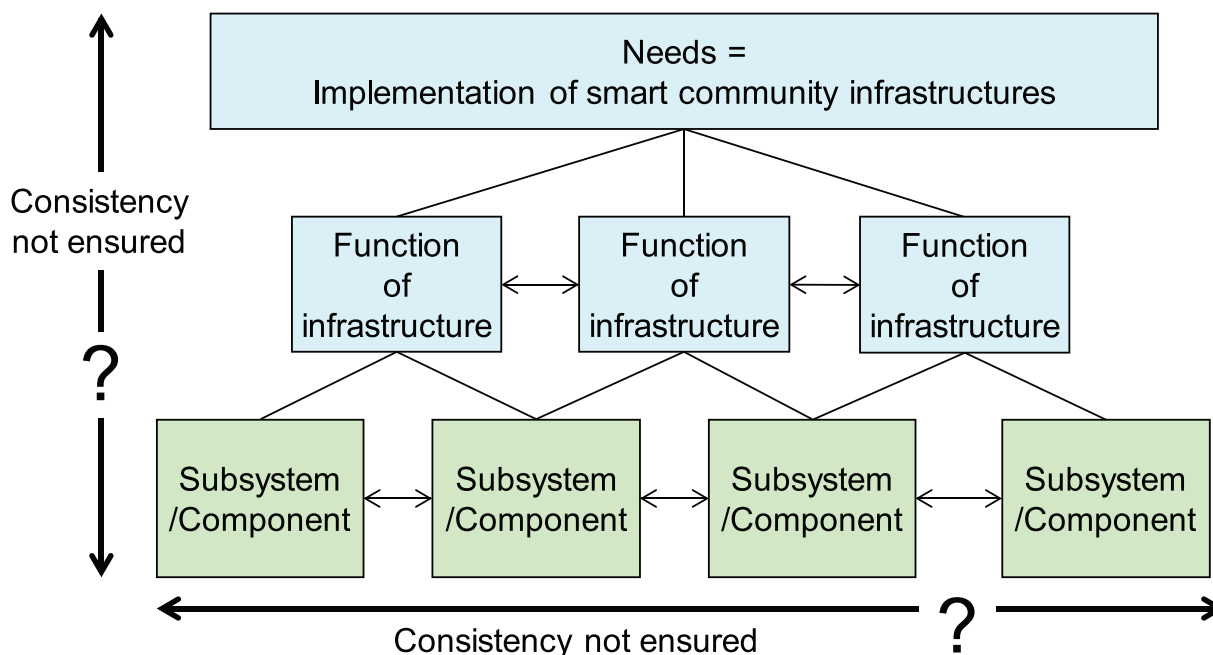 Needs =
Implementation of smart community infrastructures
Consistency
not ensured
?
Function
of
infrastructure
Function
of
infrastructure
Function
of
infrastructure
Subsystem
/Component
Subsystem
/Component
Subsystem
/Component
Subsystem
/Component
?
Consistency not ensured